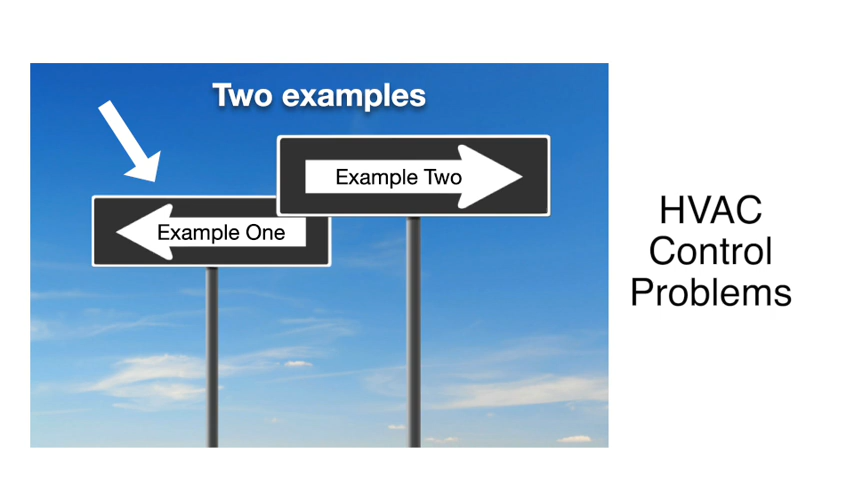 Two examples
Example Two
Example One
HVAC
Control
Problems